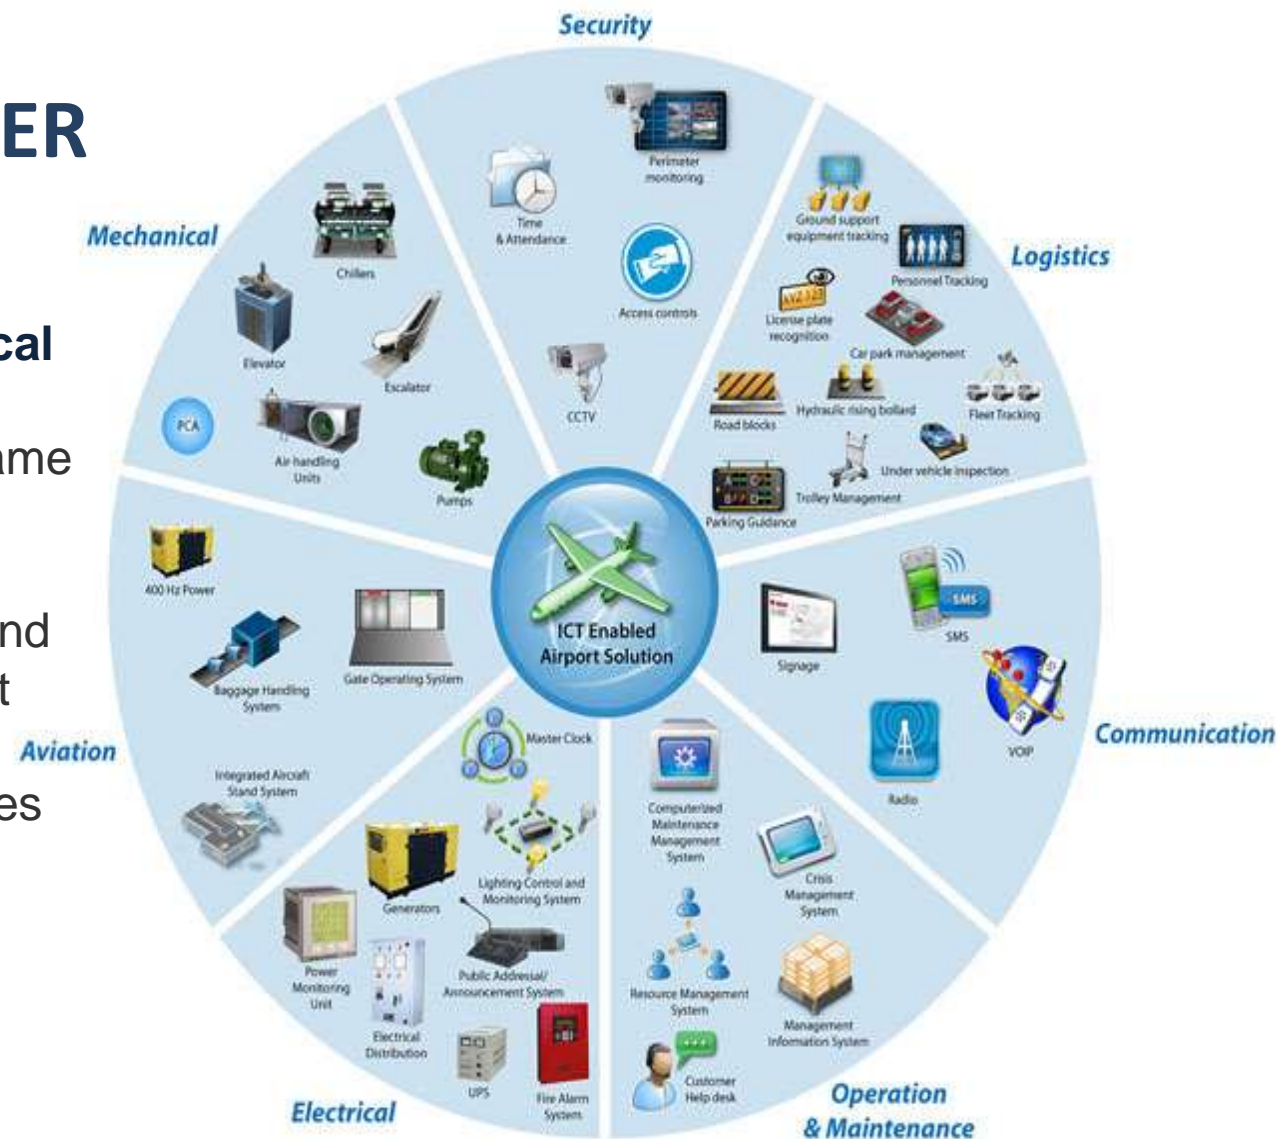 ER
cal
ame
nd
t
es
Security
Perimeter
monitoring
Time
& Attendance
Access controls
CCTV
Logistics
Ground support
equipment tracking
Personnel Tracking
XYZ 123
License plate
recognition
Car park management
Road blocks
Hydraulic rising bollard
Fleet Tracking
Under vehicle inspection
Trolley Management
Parking Guidance
Communication
Signage
SMS
SMS
VOIP
Radio
Operation
& Maintenance
Computerized
Maintenance
Management
System
Crisis
Management
System
Resource Management
System
Management
Information System
Customer
Help desk
Electrical
Master Clock
Lighting Control and
Monitoring System
Generators
Power
Monitoring
Unit
Public Addressal/
Announcement System
Electrical
Distribution
UPS
Fire Alarm
System
Aviation
400 Hz Power
Baggage Handling
System
Gate Operating System
Integrated Aircraft
Stand System
Mechanical
Chillers
Elevator
Escalator
PCA
Air-handling
Units
Pumps
ICT Enabled
Airport Solution